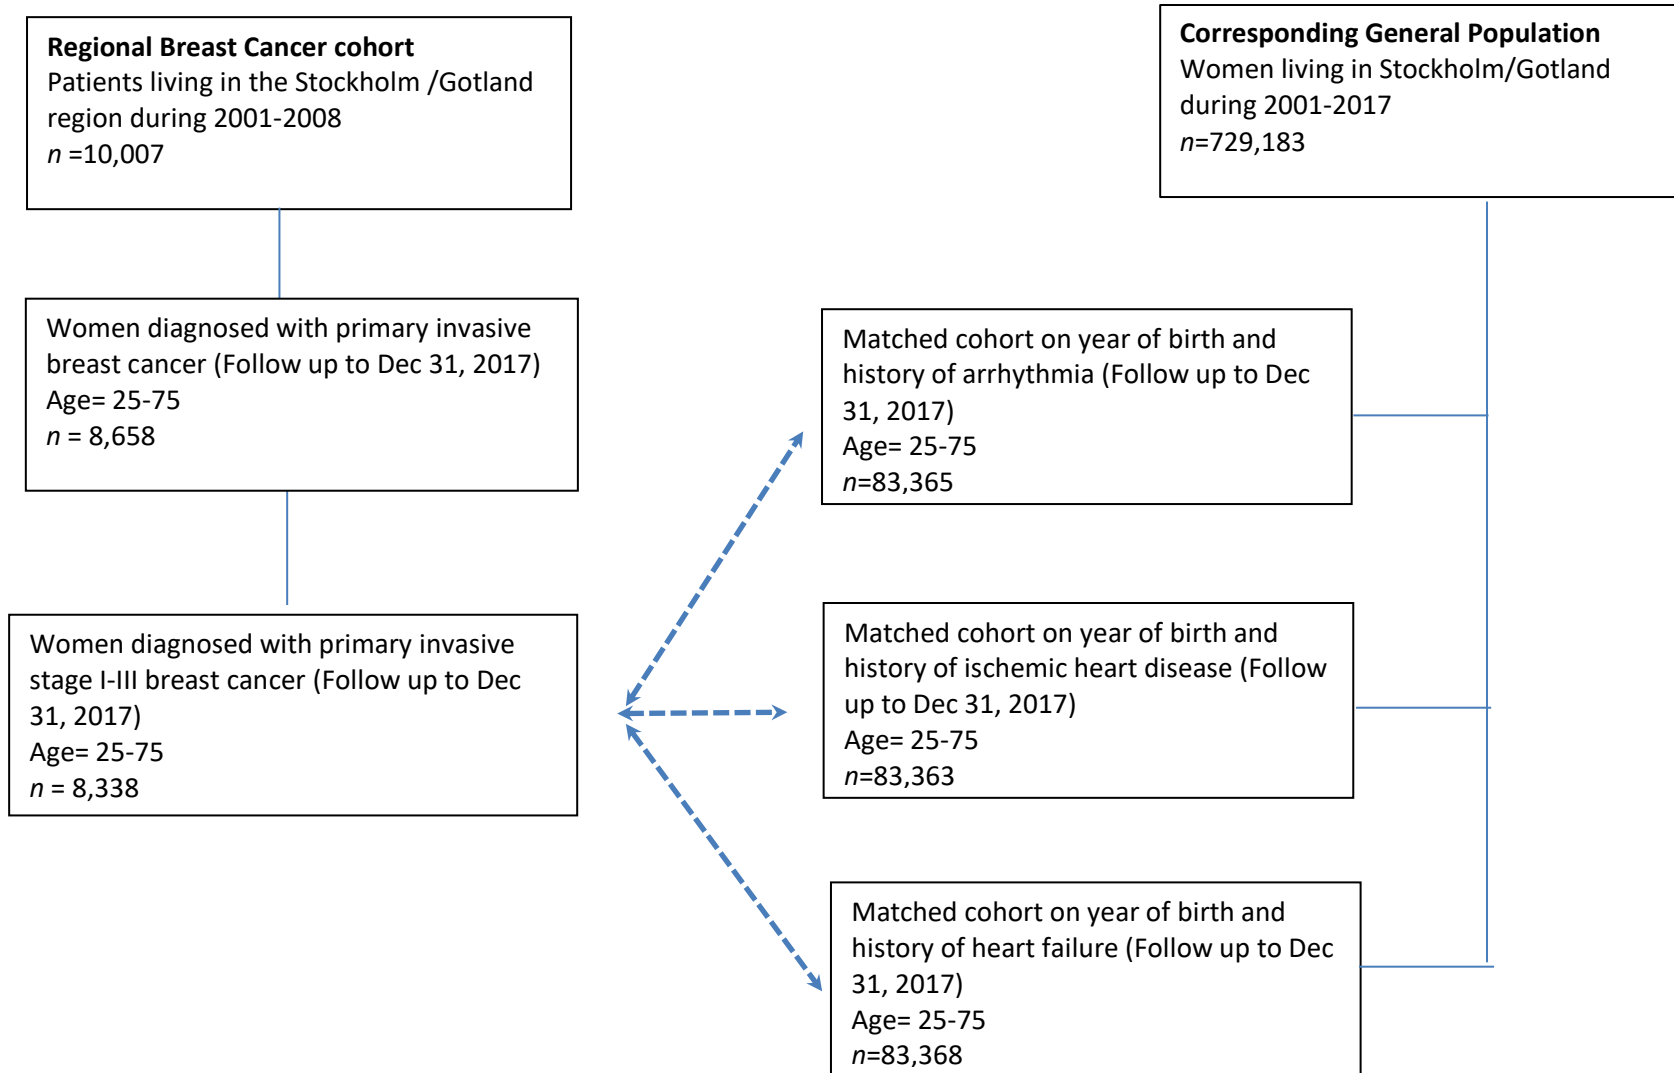 Regional Breast Cancer cohort
Patients living in the Stockholm /Gotland
region during 2001-2008
n =10,007
Corresponding General Population
Women living in Stockholm/Gotland
during 2001-2017
n=729,183
Women diagnosed with primary invasive
breast cancer (Follow up to Dec 31, 2017)
Age= 25-75
n = 8,658
Matched cohort on year of birth and
history of arrhythmia (Follow up to Dec
31, 2017)
Age= 25-75
n=83,365
Women diagnosed with primary invasive
stage I-III breast cancer (Follow up to Dec
31, 2017)
Age= 25-75
n = 8,338
Matched cohort on year of birth and
history of ischemic heart disease (Follow
up to Dec 31, 2017)
Age= 25-75
n=83,363
Matched cohort on year of birth and
history of heart failure (Follow up to Dec
31, 2017)
Age= 25-75
n=83,368